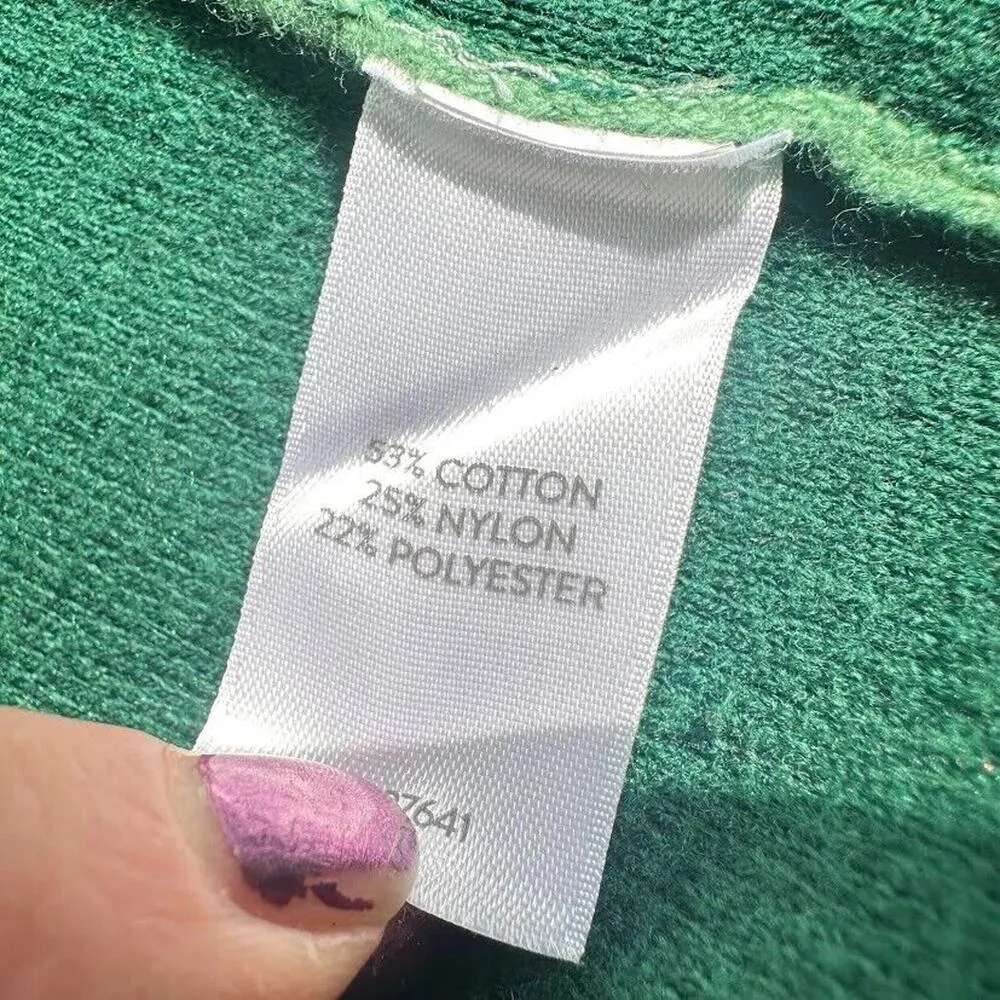 53% COTTON
25% NYLON
22% POLYESTER